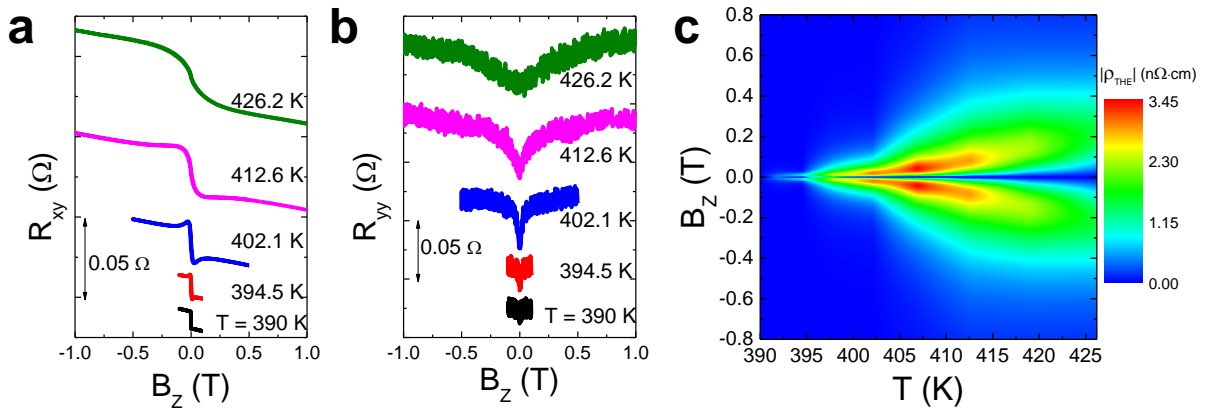 a
R_xy (Ω)
426.2 K
412.6 K
402.1 K
0.05 Ω
394.5 K
T = 390 K
-1.0 -0.5 0.0 0.5 1.0
B_Z (T)
b
R_yy (Ω)
426.2 K
412.6 K
402.1 K
0.05 Ω
394.5 K
T = 390 K
-1.0 -0.5 0.0 0.5 1.0
B_Z (T)
c
B_Z (T)
0.8
0.6
0.4
0.2
0.0
-0.2
-0.4
-0.6
-0.8
390 395 400 405 410 415 420 425
T (K)
|ρ_THE| (nΩ·cm)
3.45
2.30
1.15
0.00